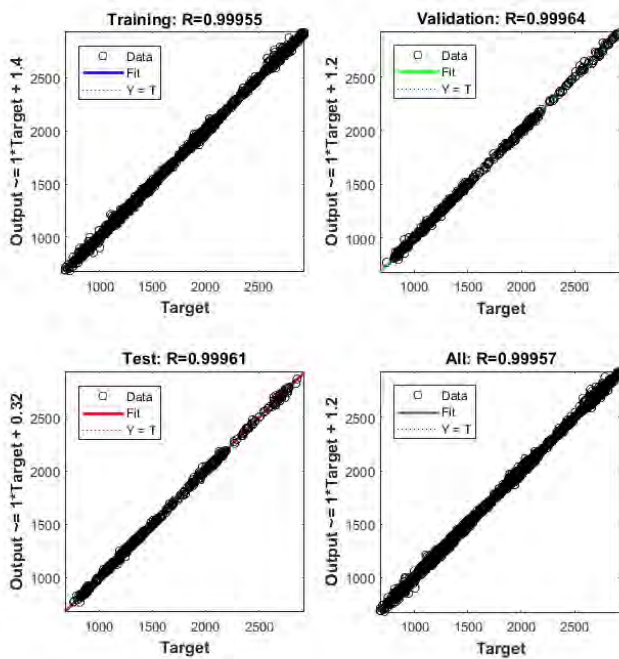 Training: R=0.99955
Output ~= 1*Target + 1.4
2500
2000
1500
1000
Data
Fit
Y = T
1000 1500 2000 2500
Target
Validation: R=0.99964
Output ~= 1*Target + 1.2
2500
2000
1500
1000
Data
Fit
Y = T
1000 1500 2000 2500
Target
Test: R=0.99961
Output ~= 1*Target + 0.32
2500
2000
1500
1000
Data
Fit
Y = T
1000 1500 2000 2500
Target
All: R=0.99957
Output ~= 1*Target + 1.2
2500
2000
1500
1000
Data
Fit
Y = T
1000 1500 2000 2500
Target